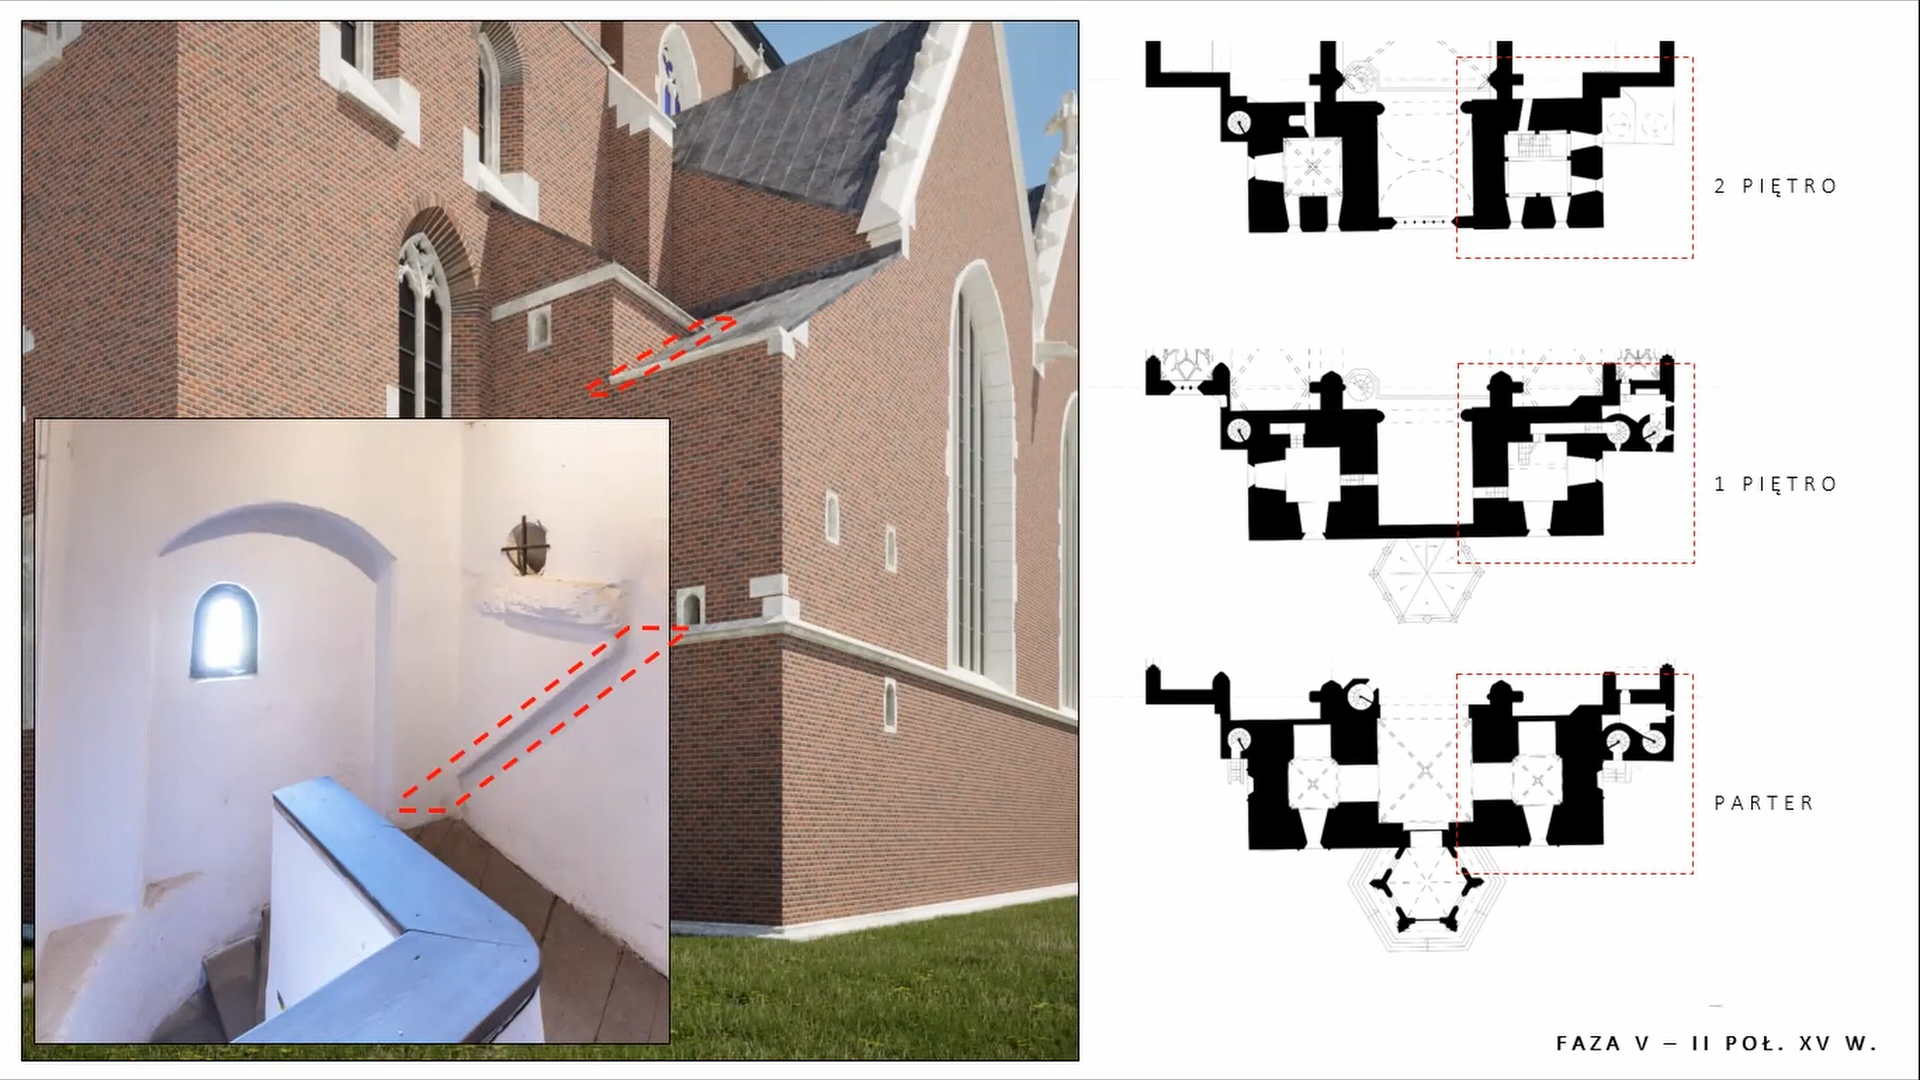 2 PIĘTRO
1 PIĘTRO
PARTER
FAZA V – II POŁ. XV W.